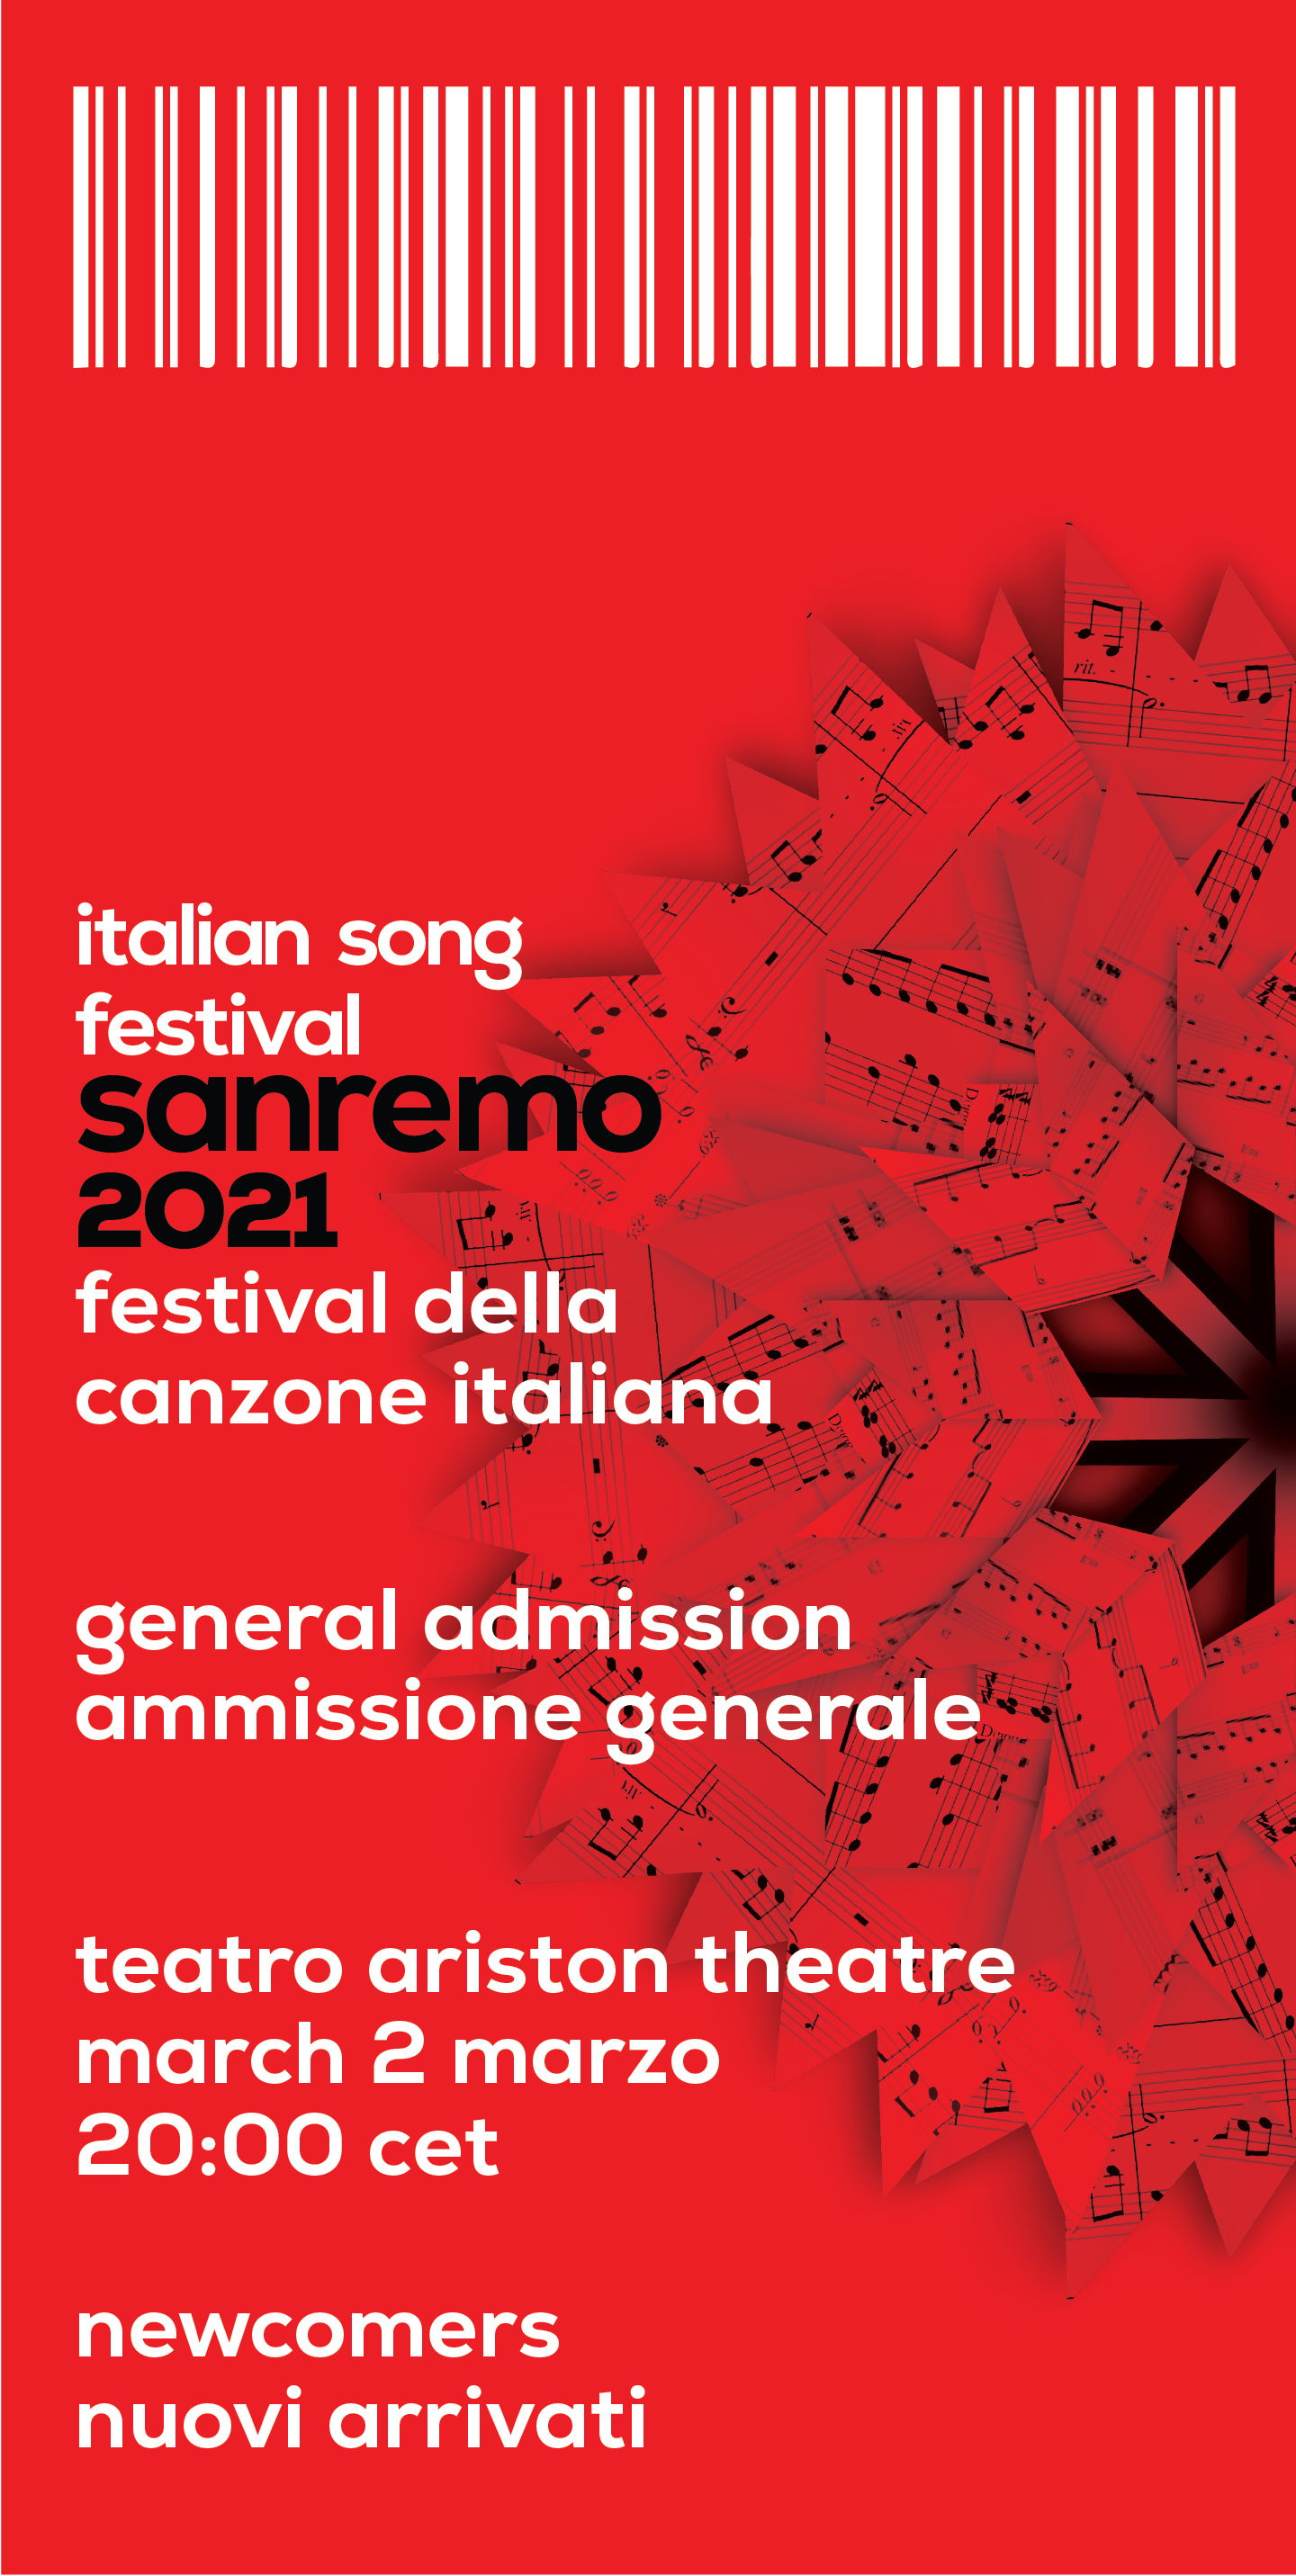 italian song
festival
sanremo
2021
festival della
canzone italiana
general admission
ammissione generale
teatro ariston theatre
march 2 marzo
20:00 cet
newcomers
nuovi arrivati
rit.